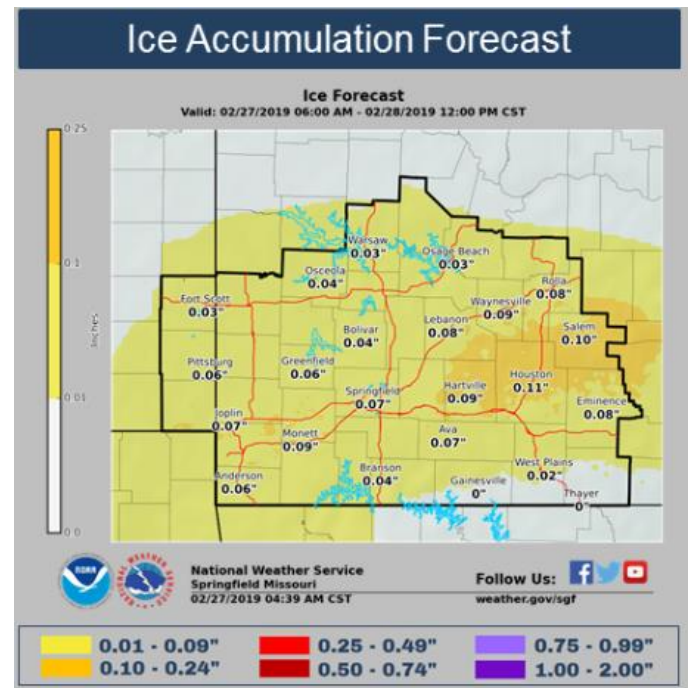 Ice Accumulation Forecast
Ice Forecast
Valid: 02/27/2019 06:00 AM - 02/28/2019 12:00 PM CST
0.25
0.1
0.01
0.0
Inches
Warsaw
0.03"
Osage Beach
0.03"
Osceola
0.04"
Rolla
0.08"
Fort Scott
0.03"
Waynesville
0.09"
Lebanon
0.08"
Salem
0.10"
Bolivar
0.04"
Pittsburg
0.06"
Greenfield
0.06"
Houston
0.11"
Springfield
0.07"
Hartville
0.09"
Eminence
0.08"
Joplin
0.07"
Monett
0.09"
Ava
0.07"
Anderson
0.06"
Branson
0.04"
West Plains
0.02"
Gainesville
0"
Thayer
0"
NOAA
NATIONAL WEATHER SERVICE
National Weather Service
Springfield Missouri
02/27/2019 04:39 AM CST
Follow Us:
weather.gov/sgf
0.01 - 0.09"
0.25 - 0.49"
0.75 - 0.99"
0.10 - 0.24"
0.50 - 0.74"
1.00 - 2.00"